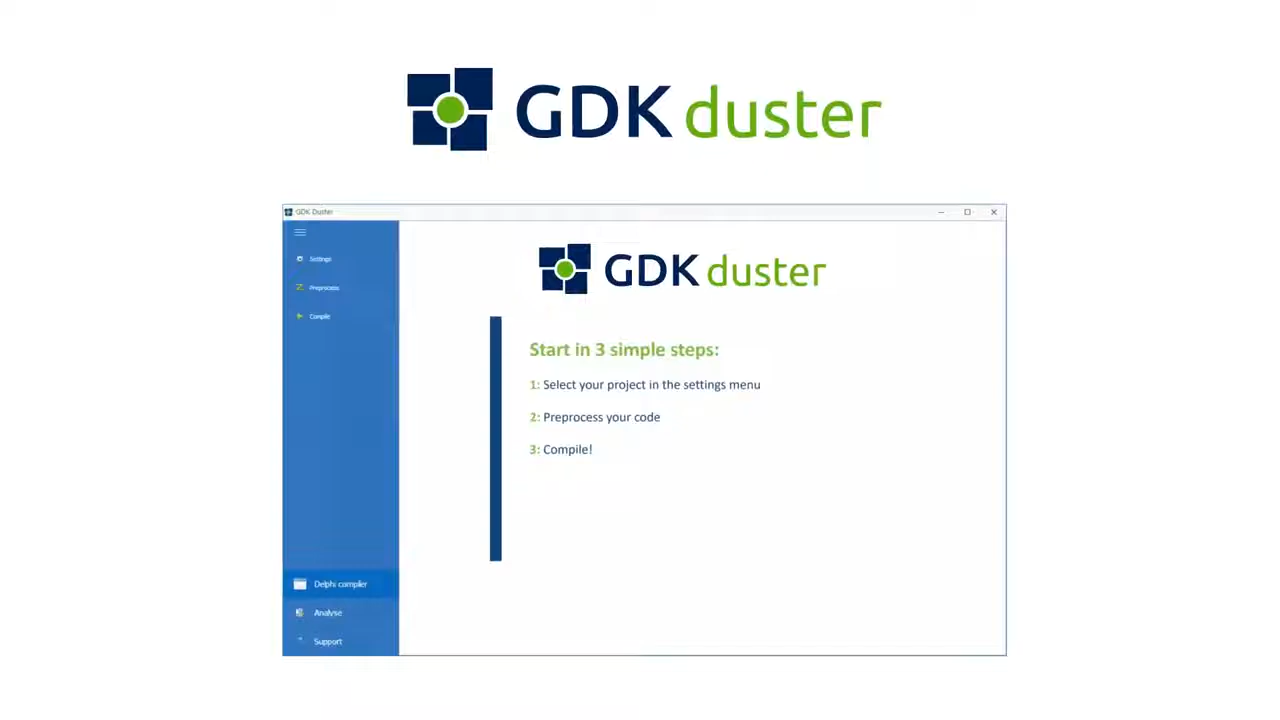 GDK duster
GDK Duster
Settings
Preprocess
Compile
GDK duster
Start in 3 simple steps:
1: Select your project in the settings menu
2: Preprocess your code
3: Compile!
Delphi compiler
Analyse
Support